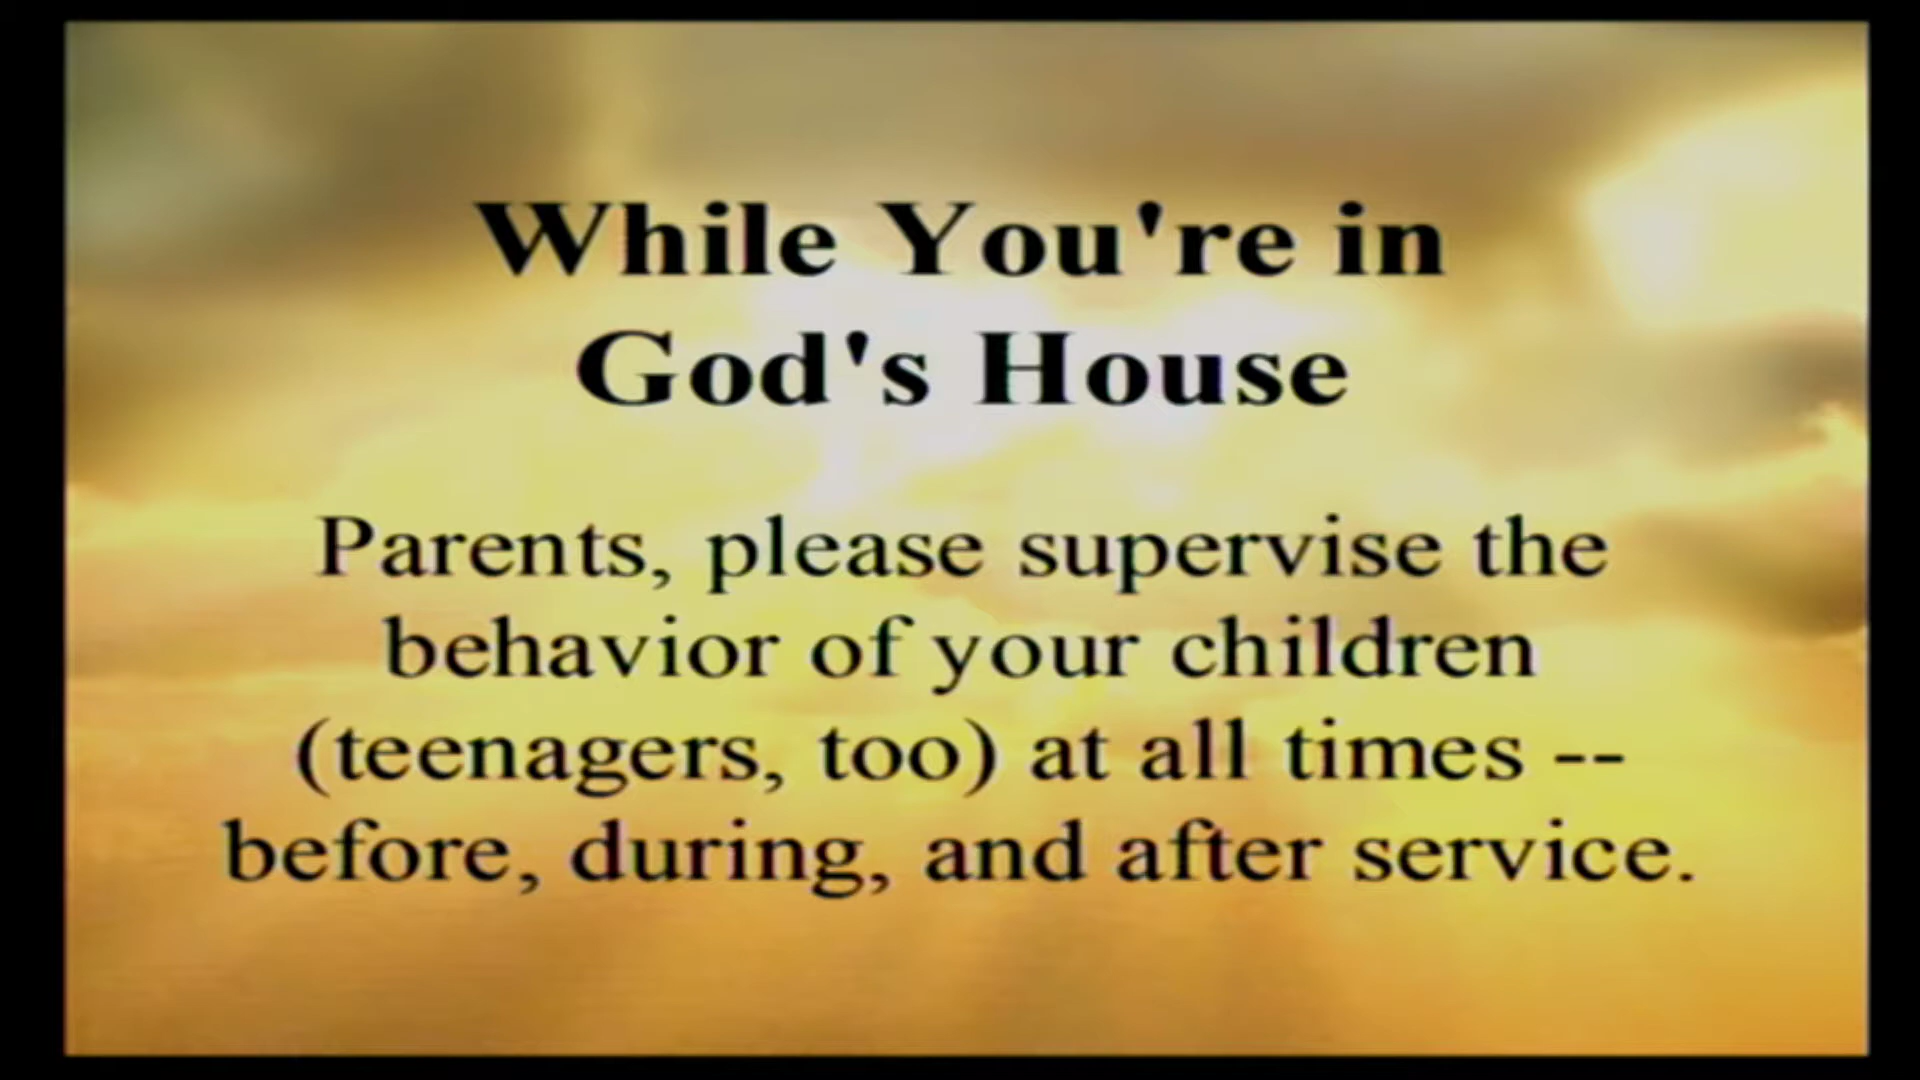 While You're in
God's House
Parents, please supervise the
behavior of your children
(teenagers, too) at all times --
before, during, and after service.